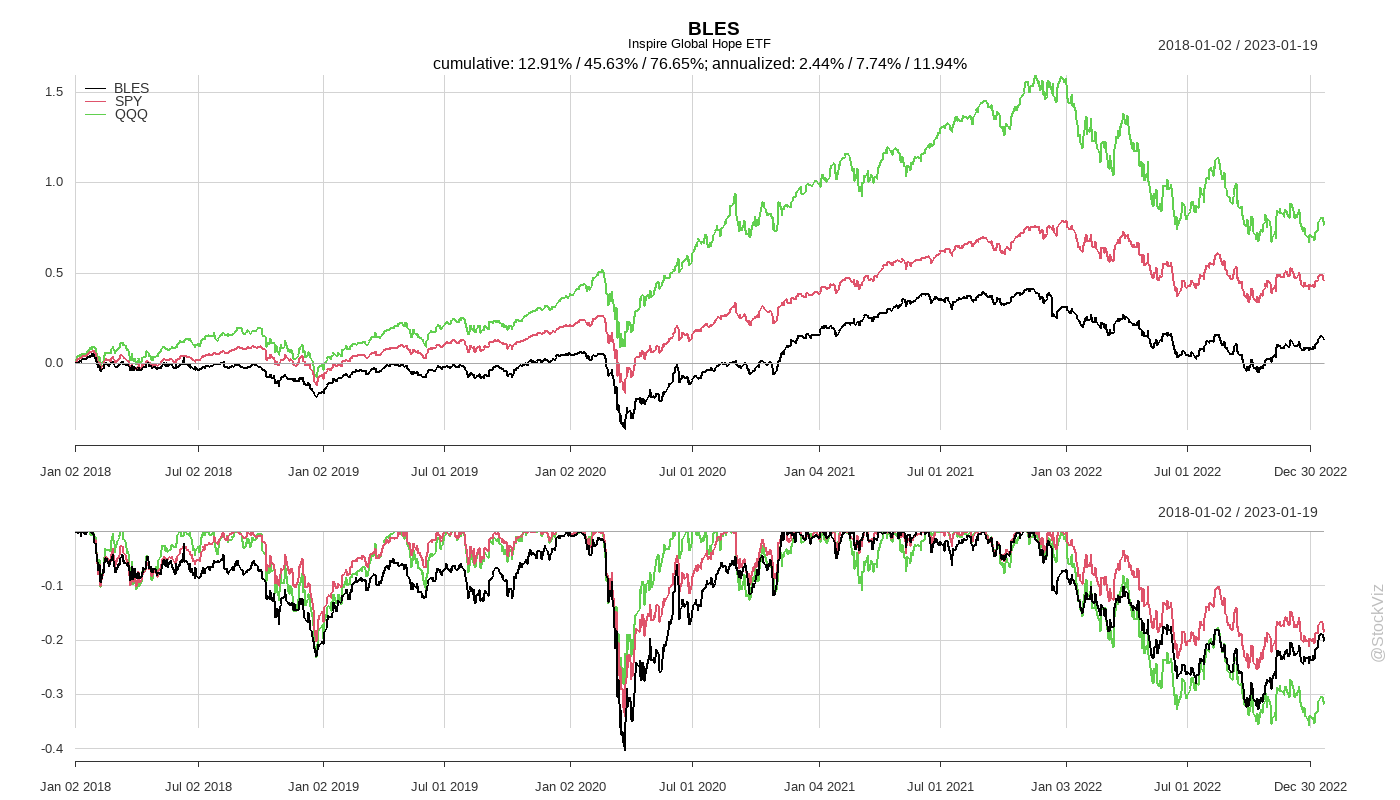 BLES
Inspire Global Hope ETF
2018-01-02 / 2023-01-19
cumulative: 12.91% / 45.63% / 76.65%; annualized: 2.44% / 7.74% / 11.94%
BLES
SPY
QQQ
1.5
1.0
0.5
0.0
Jan 02 2018 Jul 02 2018 Jan 02 2019 Jul 01 2019 Jan 02 2020 Jul 01 2020 Jan 04 2021 Jul 01 2021 Jan 03 2022 Jul 01 2022 Dec 30 2022
2018-01-02 / 2023-01-19
-0.1
-0.2
-0.3
-0.4
Jan 02 2018 Jul 02 2018 Jan 02 2019 Jul 01 2019 Jan 02 2020 Jul 01 2020 Jan 04 2021 Jul 01 2021 Jan 03 2022 Jul 01 2022 Dec 30 2022
@StockViz